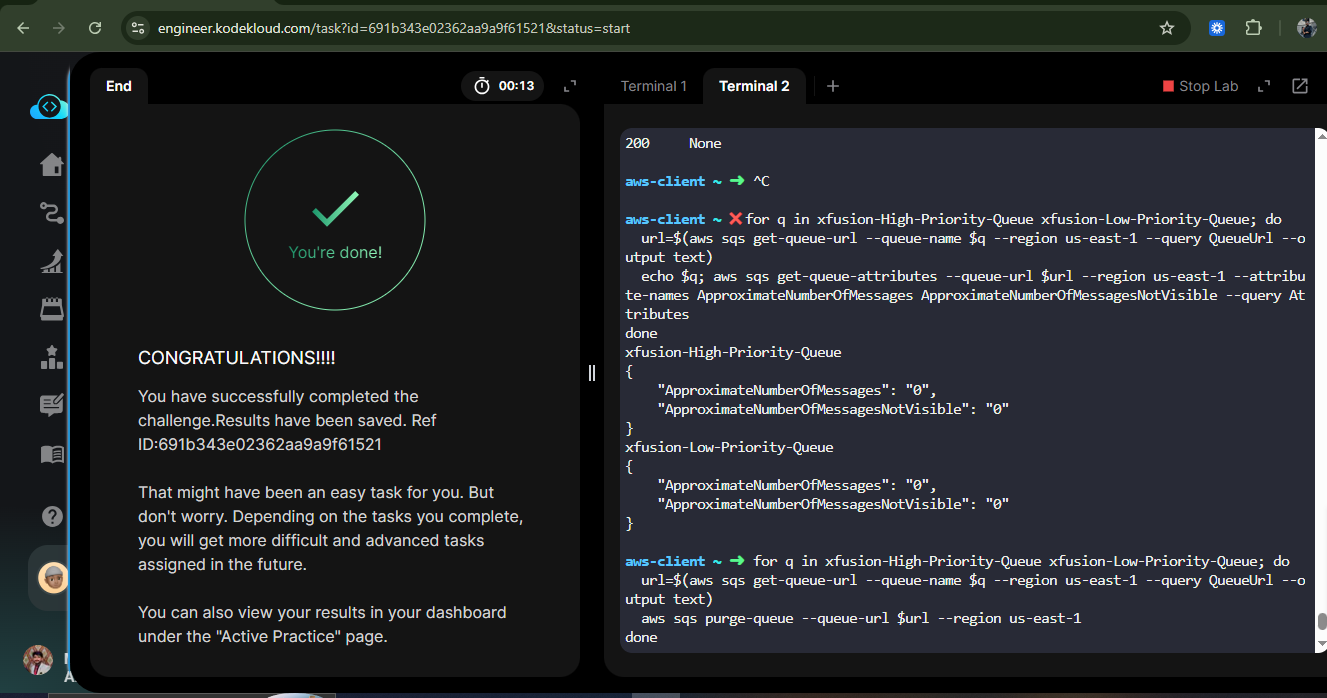 engineer.kodekloud.com/task?id=691b343e02362aa9a9f61521&status=start
End
00:13
You're done!
CONGRATULATIONS!!!!
You have successfully completed the
challenge.Results have been saved. Ref
ID:691b343e02362aa9a9f61521
That might have been an easy task for you. But
don't worry. Depending on the tasks you complete,
you will get more difficult and advanced tasks
assigned in the future.
You can also view your results in your dashboard
under the "Active Practice" page.
Terminal 1
Terminal 2
+
Stop Lab
200     None
aws-client ~ ➜ ^C
aws-client ~ ✖for q in xfusion-High-Priority-Queue xfusion-Low-Priority-Queue; do
  url=$(aws sqs get-queue-url --queue-name $q --region us-east-1 --query QueueUrl --o
utput text)
  echo $q; aws sqs get-queue-attributes --queue-url $url --region us-east-1 --attribu
te-names ApproximateNumberOfMessages ApproximateNumberOfMessagesNotVisible --query At
tributes
done
xfusion-High-Priority-Queue
{
    "ApproximateNumberOfMessages": "0",
    "ApproximateNumberOfMessagesNotVisible": "0"
}
xfusion-Low-Priority-Queue
{
    "ApproximateNumberOfMessages": "0",
    "ApproximateNumberOfMessagesNotVisible": "0"
}
aws-client ~ ➜ for q in xfusion-High-Priority-Queue xfusion-Low-Priority-Queue; do
  url=$(aws sqs get-queue-url --queue-name $q --region us-east-1 --query QueueUrl --o
utput text)
  aws sqs purge-queue --queue-url $url --region us-east-1
done